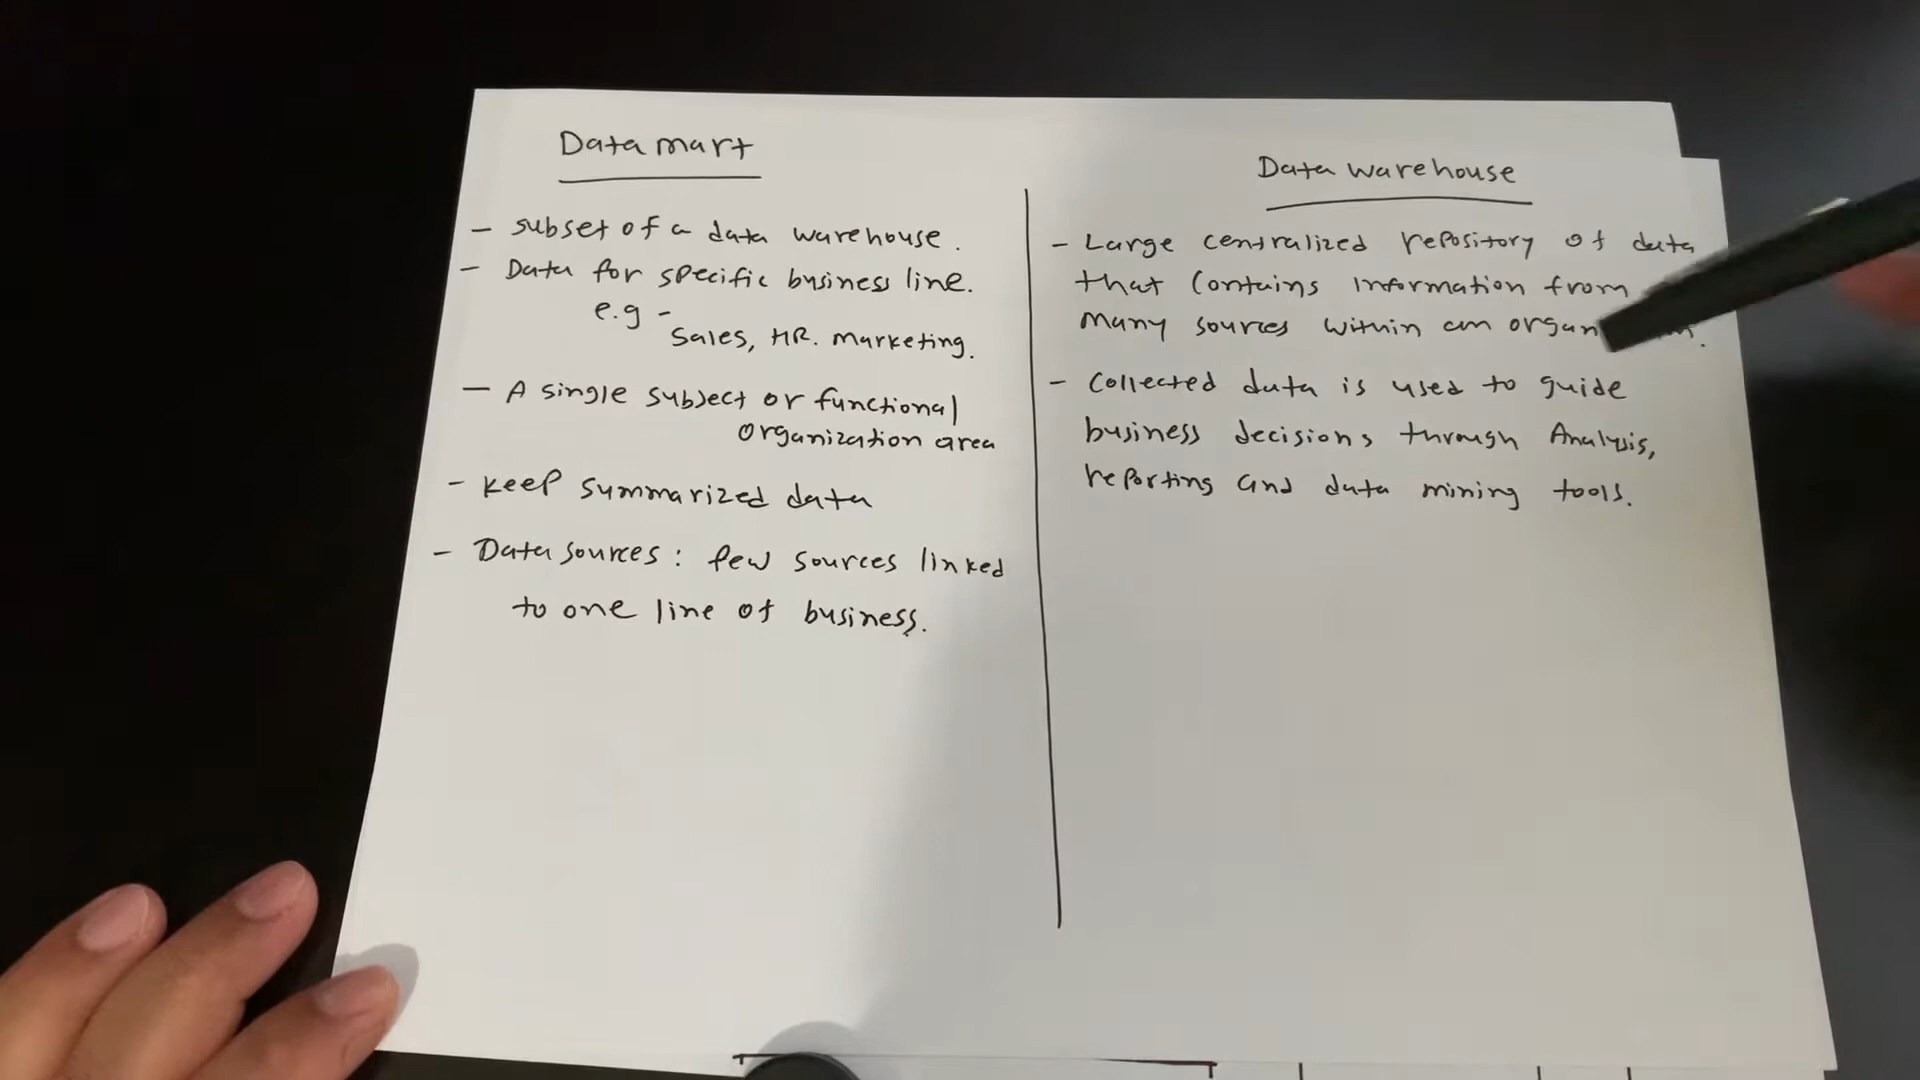 Data mart
- subset of a data warehouse.
- Data for specific business line.
e.g -
Sales, HR. marketing.
- A single subject or functional
organization area
- keep summarized data
- Data sources: few sources linked
to one line of business.
Data warehouse
- Large centralized repository of data
that contains information from
many sources within an
- collected data is used to guide
business decisions through Analysis,
reporting and data mining tools.